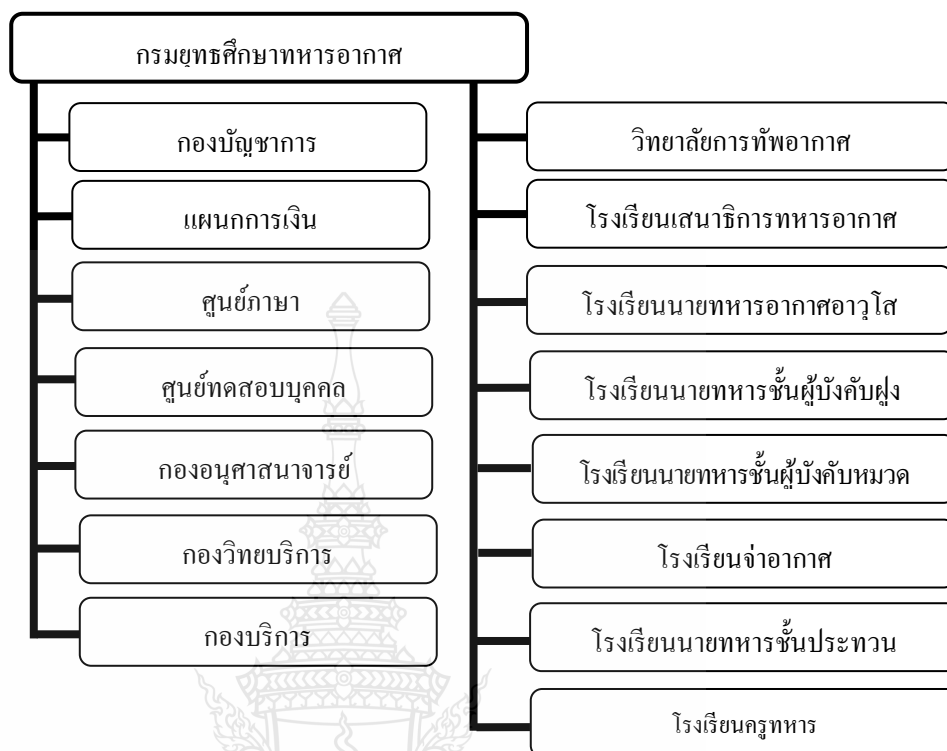 กรมยุทธศึกษาทหารอากาศ
กองบัญชาการ
แผนกการเงิน
ศูนย์ภาษา
ศูนย์ทดสอบบุคคล
กองอนุศาสนาจารย์
กองวิทยบริการ
กองบริการ
วิทยาลัยการทัพอากาศ
โรงเรียนเสนาธิการทหารอากาศ
โรงเรียนนายทหารอากาศอาวุโส
โรงเรียนนายทหารชั้นผู้บังคับฝูง
โรงเรียนนายทหารชั้นผู้บังคับหมวด
โรงเรียนจ่าอากาศ
โรงเรียนนายทหารชั้นประทวน
โรงเรียนครูทหาร